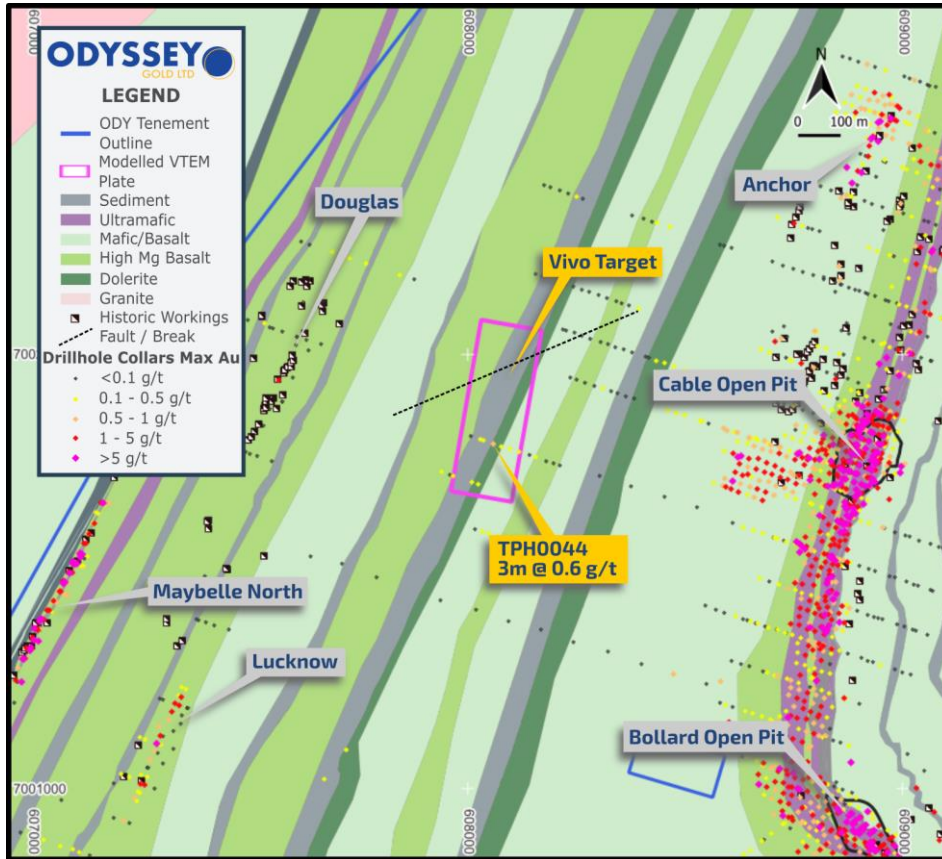 607000
608000
609000
ODYSSEY
GOLD LTD
LEGEND
ODY Tenement
Outline
Modelled VTEM
Plate
Sediment
Ultramafic
Mafic/Basalt
High Mg Basalt
Dolerite
Granite
Historic Workings
Fault / Break
Drillhole Collars Max Au
<0.1 g/t
0.1 - 0.5 g/t
0.5 - 1 g/t
1 - 5 g/t
>5 g/t
N
0 100 m
Anchor
Douglas
Vivo Target
Cable Open Pit
TPH0044
3m @ 0.6 g/t
Maybelle North
Lucknow
Bollard Open Pit
7001000
607000
608000
609000